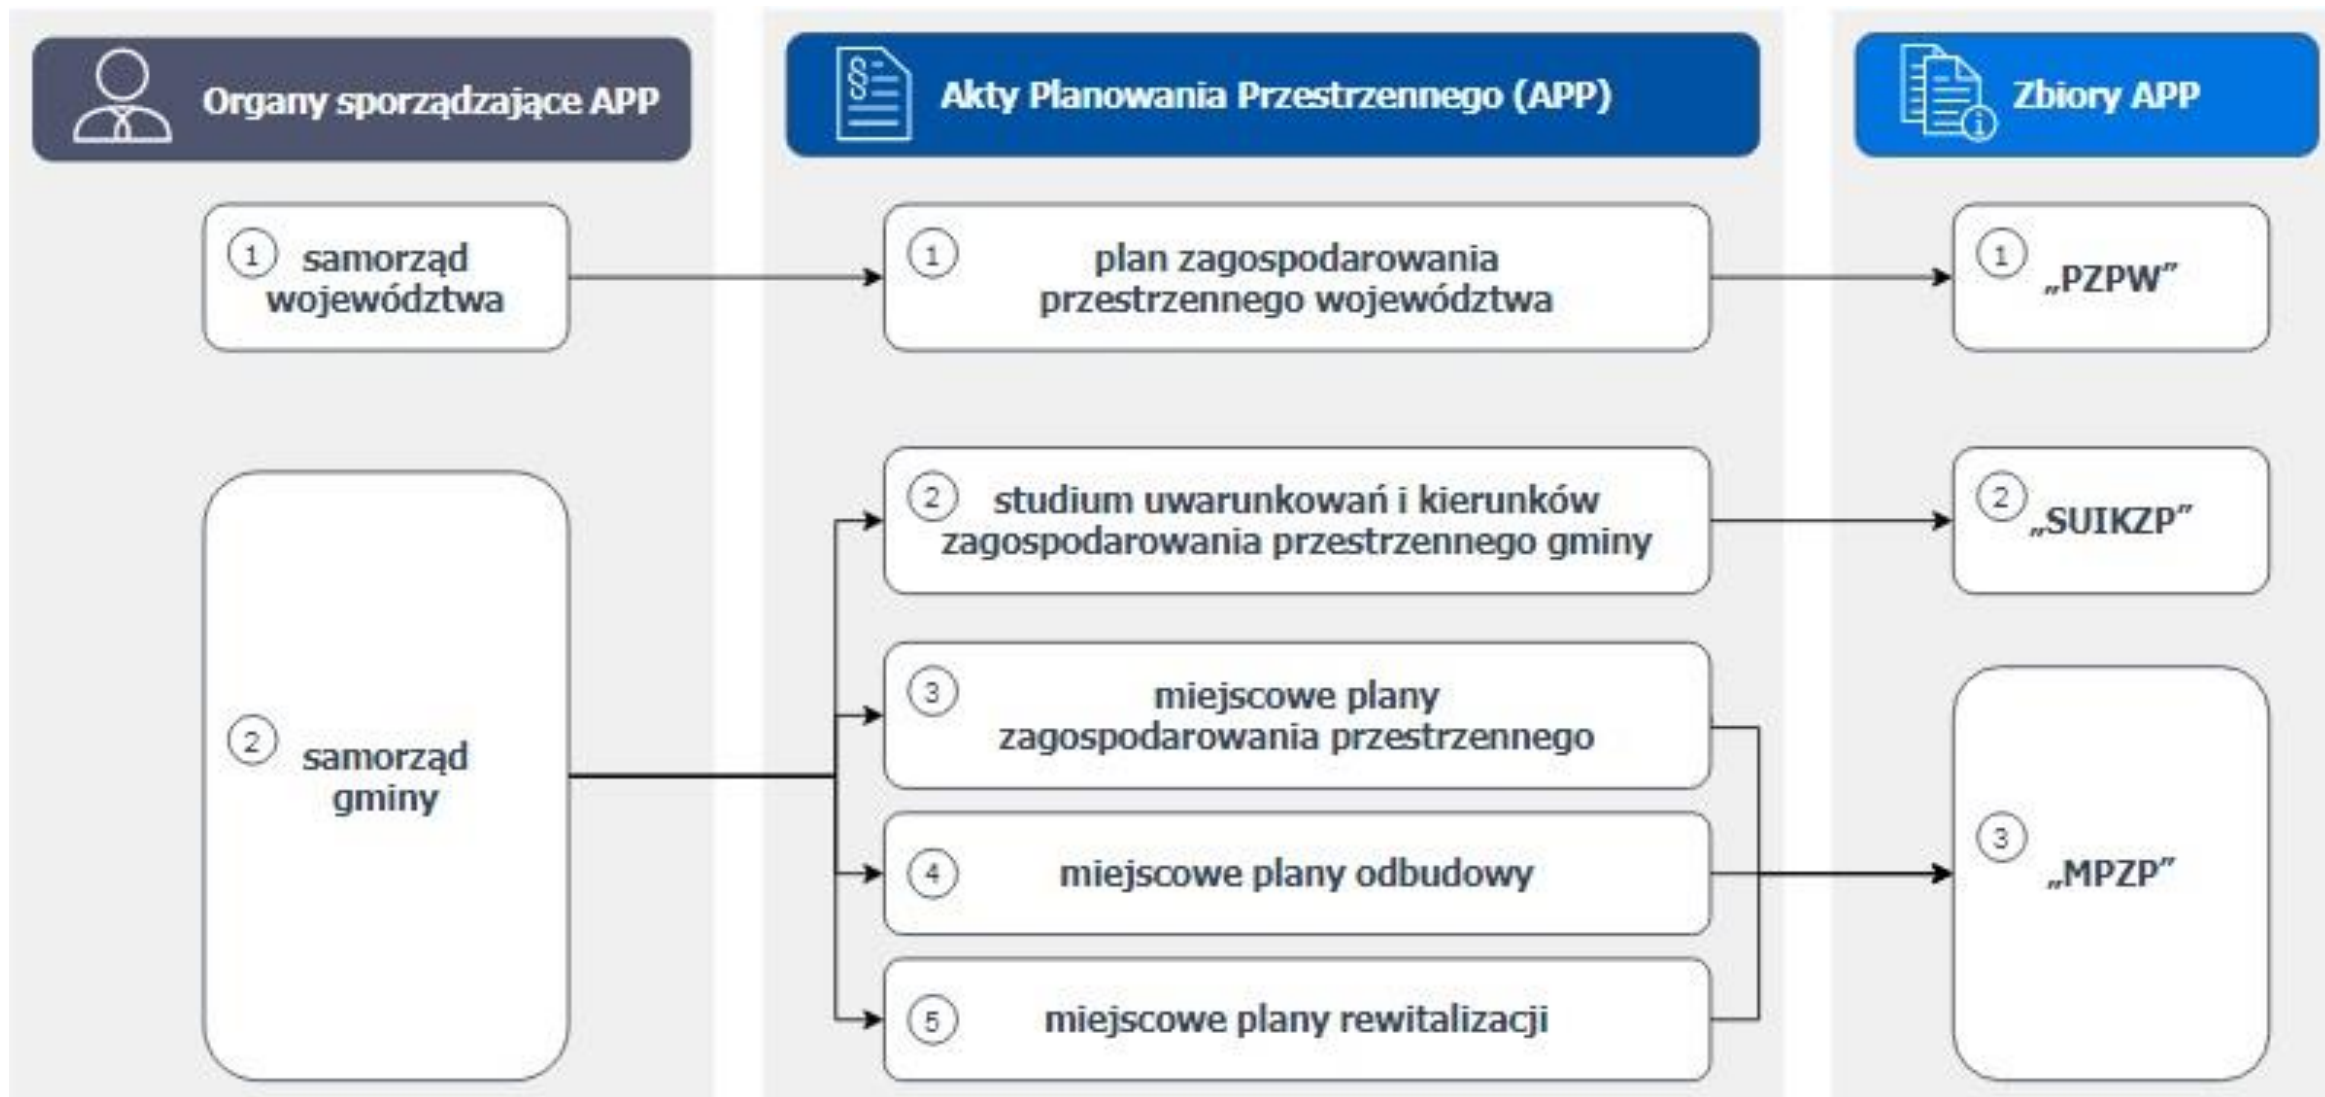 Organy sporządzające APP
Akty Planowania Przestrzennego (APP)
Zbiory APP
1
samorząd
województwa
1
plan zagospodarowania
przestrzennego województwa
1
„PZPW”
2
samorząd
gminy
2
studium uwarunkowań i kierunków
zagospodarowania przestrzennego gminy
2
„SUIKZP”
3
miejscowe plany
zagospodarowania przestrzennego
4
miejscowe plany odbudowy
5
miejscowe plany rewitalizacji
3
„MPZP”